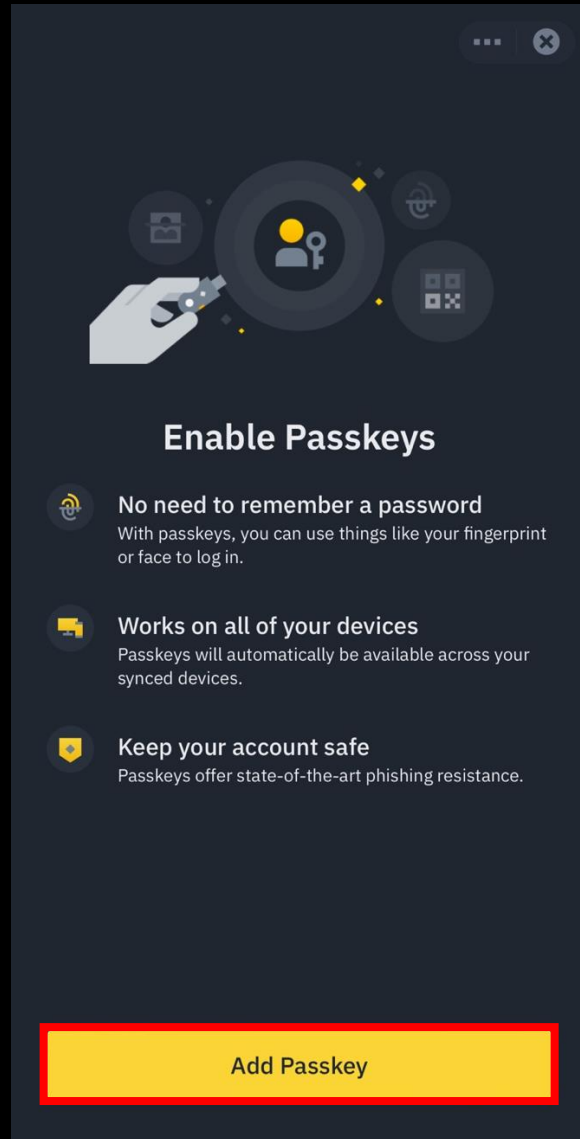 Enable Passkeys
No need to remember a password
With passkeys, you can use things like your fingerprint
or face to log in.
Works on all of your devices
Passkeys will automatically be available across your
synced devices.
Keep your account safe
Passkeys offer state-of-the-art phishing resistance.
Add Passkey